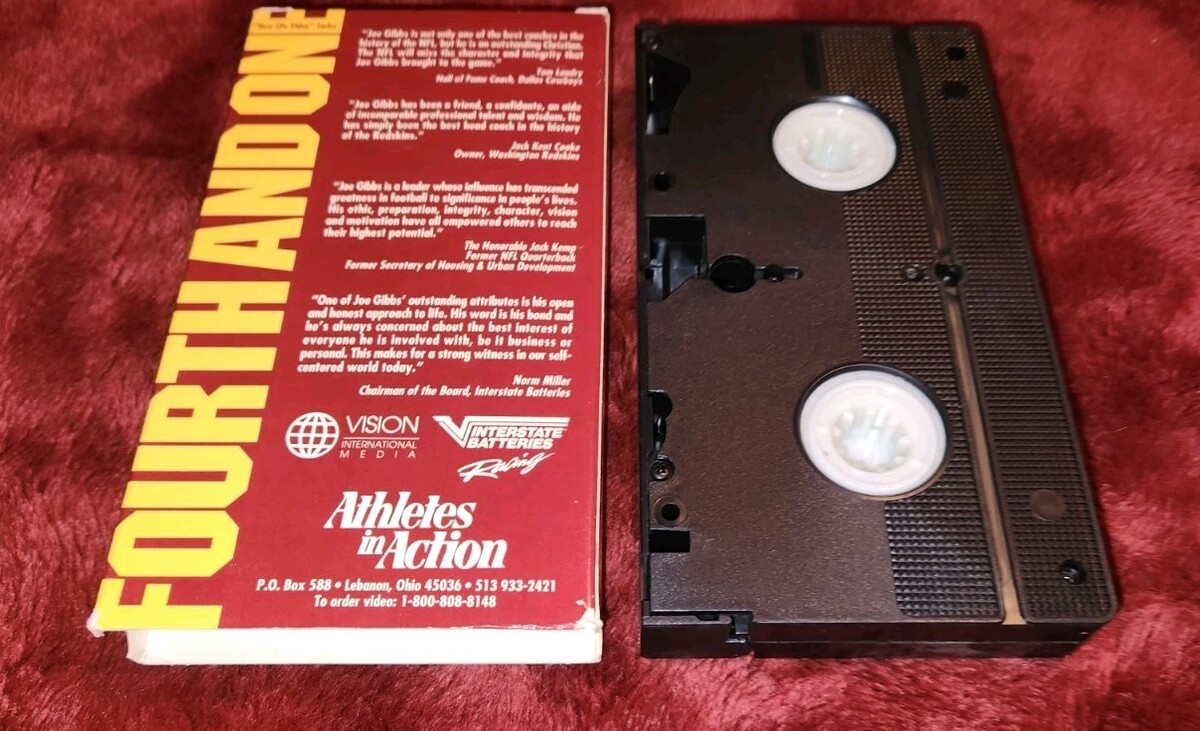 "New Life Video" Series
FOURTH AND ONE
"Joe Gibbs is not only one of the best coaches in the
history of the NFL, but he is an outstanding Christian.
The NFL will miss the character and integrity that
Joe Gibbs brought to the game."
Tom Landry
Hall of Fame Coach, Dallas Cowboys
"Joe Gibbs has been a friend, a confidante, an aide
of incomparable professional talent and wisdom. He
has simply been the best head coach in the history
of the Redskins."
Jack Kent Cooke
Owner, Washington Redskins
"Joe Gibbs is a leader whose influence has transcended
greatness in football to significance in people's lives.
His ethic, preparation, integrity, character, vision
and motivation have all empowered others to reach
their highest potential."
The Honorable Jack Kemp
Former NFL Quarterback
Former Secretary of Housing & Urban Development
"One of Joe Gibbs' outstanding attributes is his open
and honest approach to life. His word is his bond and
he's always concerned about the best interest of
everyone he is involved with, be it business or
personal. This makes for a strong witness in our self-
centered world today."
Norm Miller
Chairman of the Board, Interstate Batteries
VISION
INTERNATIONAL
MEDIA
INTERSTATE
BATTERIES
Racing
Athletes
in Action
P.O. Box 588 • Lebanon, Ohio 45036 • 513 933-2421
To order video: 1-800-808-8148